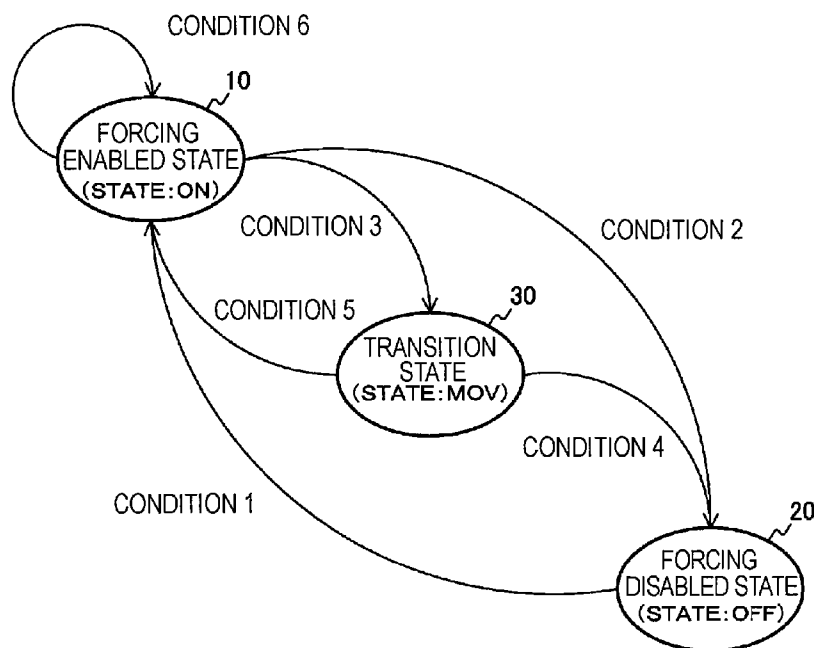 CONDITION 6
10
FORCING
ENABLED STATE
(STATE:ON)
CONDITION 3
CONDITION 2
30
CONDITION 5
TRANSITION
STATE
(STATE:MOV)
CONDITION 4
CONDITION 1
20
FORCING
DISABLED STATE
(STATE:OFF)